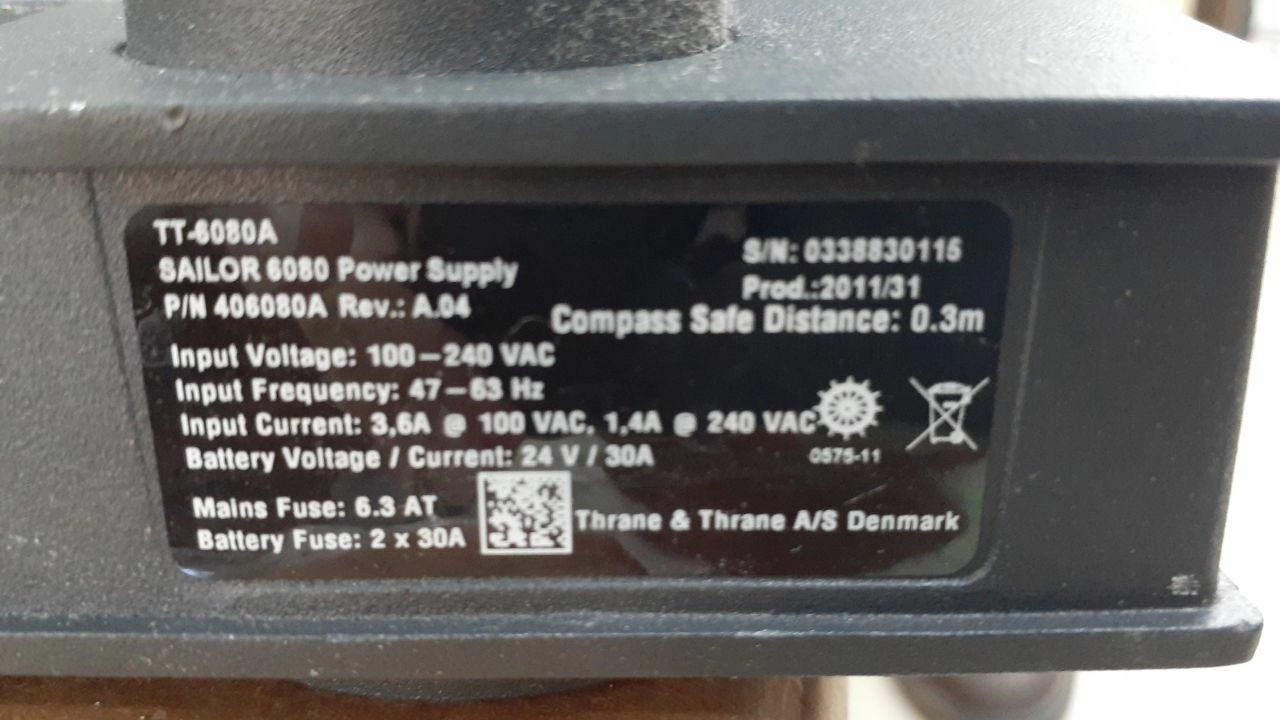 TT-6080A
SAILOR 6080 Power Supply
P/N 406080A Rev.: A.04
S/N: 0338830115
Prod.:2011/31
Compass Safe Distance: 0.3m
Input Voltage: 100–240 VAC
Input Frequency: 47–63 Hz
Input Current: 3,6A @ 100 VAC, 1,4A @ 240 VAC
Battery Voltage / Current: 24 V / 30A
0575-11
Mains Fuse: 6.3 AT
Battery Fuse: 2 x 30A
Thrane & Thrane A/S Denmark